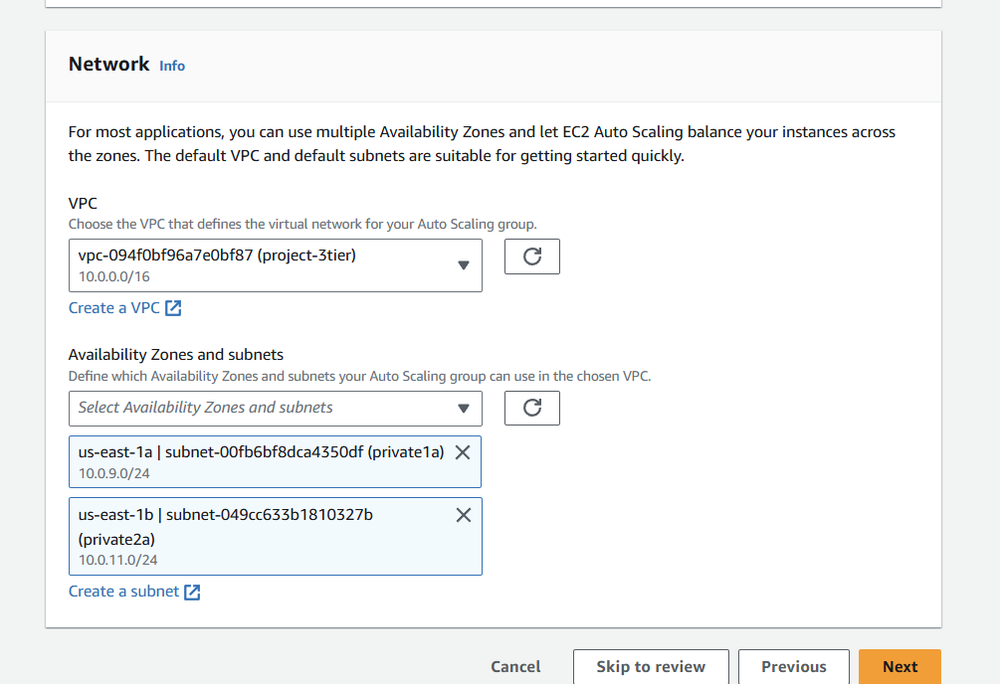 Network Info
For most applications, you can use multiple Availability Zones and let EC2 Auto Scaling balance your instances across
the zones. The default VPC and default subnets are suitable for getting started quickly.
VPC
Choose the VPC that defines the virtual network for your Auto Scaling group.
vpc-094f0bf96a7e0bf87 (project-3tier)
10.0.0.0/16
Create a VPC
Availability Zones and subnets
Define which Availability Zones and subnets your Auto Scaling group can use in the chosen VPC.
Select Availability Zones and subnets
us-east-1a | subnet-00fb6bf8dca4350df (private1a)
10.0.9.0/24
us-east-1b | subnet-049cc633b1810327b
(private2a)
10.0.11.0/24
Create a subnet
Cancel Skip to review Previous Next